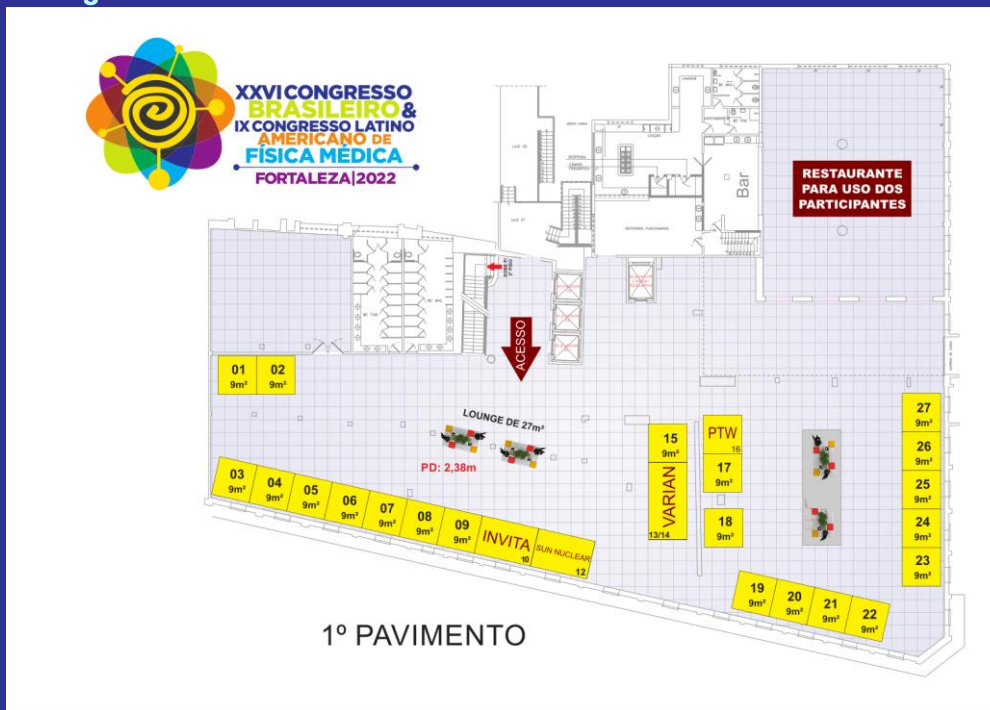 XXVI CONGRESSO
BRASILEIRO &
IX CONGRESSO LATINO
AMERICANO DE
FÍSICA MÉDICA
FORTALEZA|2022
RESTAURANTE
PARA USO DOS
PARTICIPANTES
Bar
ACESSO
LOUNGE DE 27m²
PD: 2,38m
01
9m²
02
9m²
03
9m²
04
9m²
05
9m²
06
9m²
07
9m²
08
9m²
09
9m²
INVITA
10
SUN NUCLEAR
12
15
9m²
VARIAN
13/14
PTW
16
17
9m²
18
9m²
19
9m²
20
9m²
21
9m²
22
9m²
27
9m²
26
9m²
25
9m²
24
9m²
23
9m²
1º PAVIMENTO